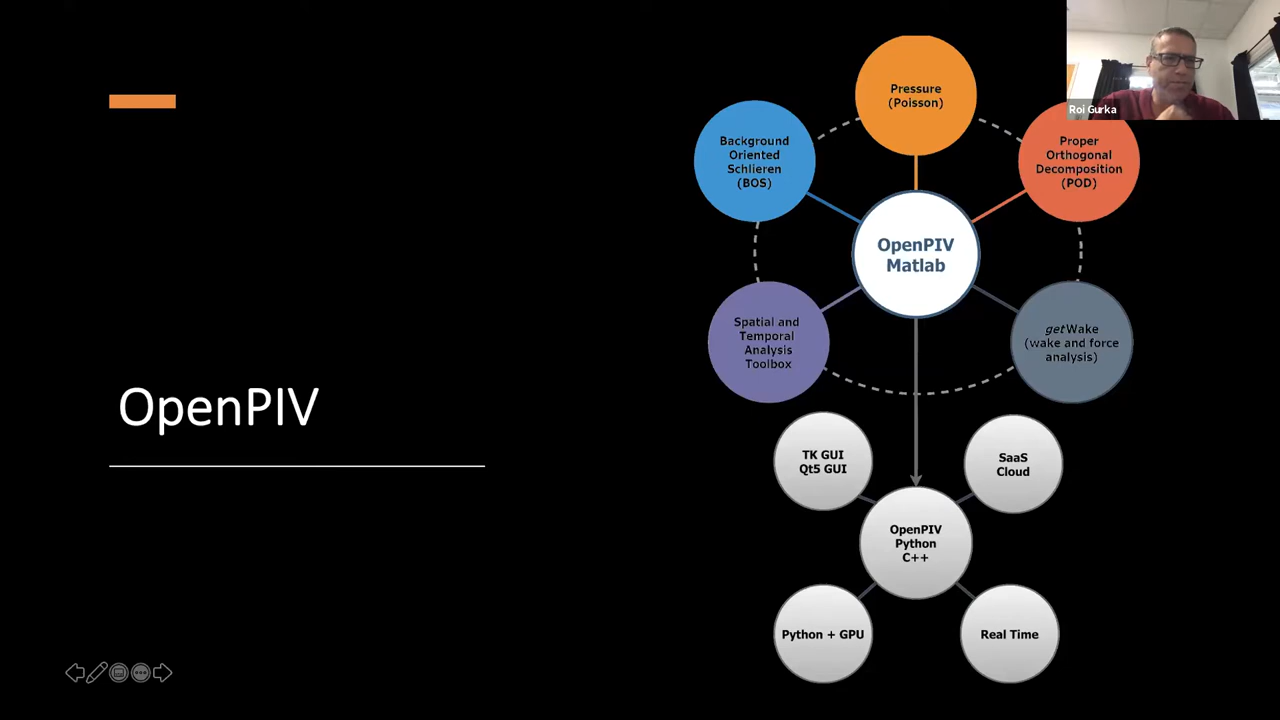 OpenPIV
Pressure
(Poisson)
Roi Gurka
Background
Oriented
Schlieren
(BOS)
Proper
Orthogonal
Decomposition
(POD)
OpenPIV
Matlab
Spatial and
Temporal
Analysis
Toolbox
getWake
(wake and force
analysis)
TK GUI
Qt5 GUI
SaaS
Cloud
OpenPIV
Python
C++
Python + GPU
Real Time